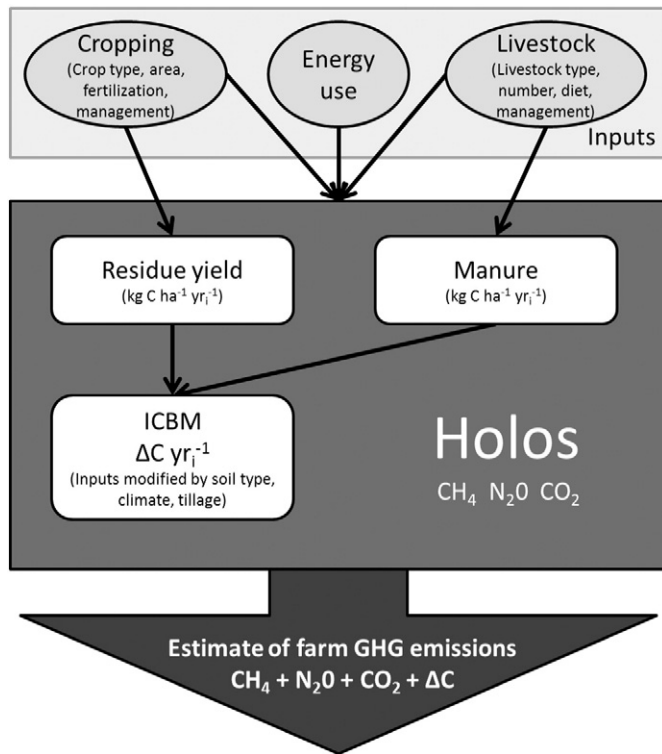 Cropping
(Crop type, area,
fertilization,
management)
Energy
use
Livestock
(Livestock type,
number, diet,
management)
Inputs
Residue yield
(kg C ha⁻¹ yrᵢ⁻¹)
Manure
(kg C ha⁻¹ yrᵢ⁻¹)
ICBM
ΔC yrᵢ⁻¹
(Inputs modified by soil type,
climate, tillage)
Holos
CH₄ N₂0 CO₂
Estimate of farm GHG emissions
CH₄ + N₂0 + CO₂ + ΔC